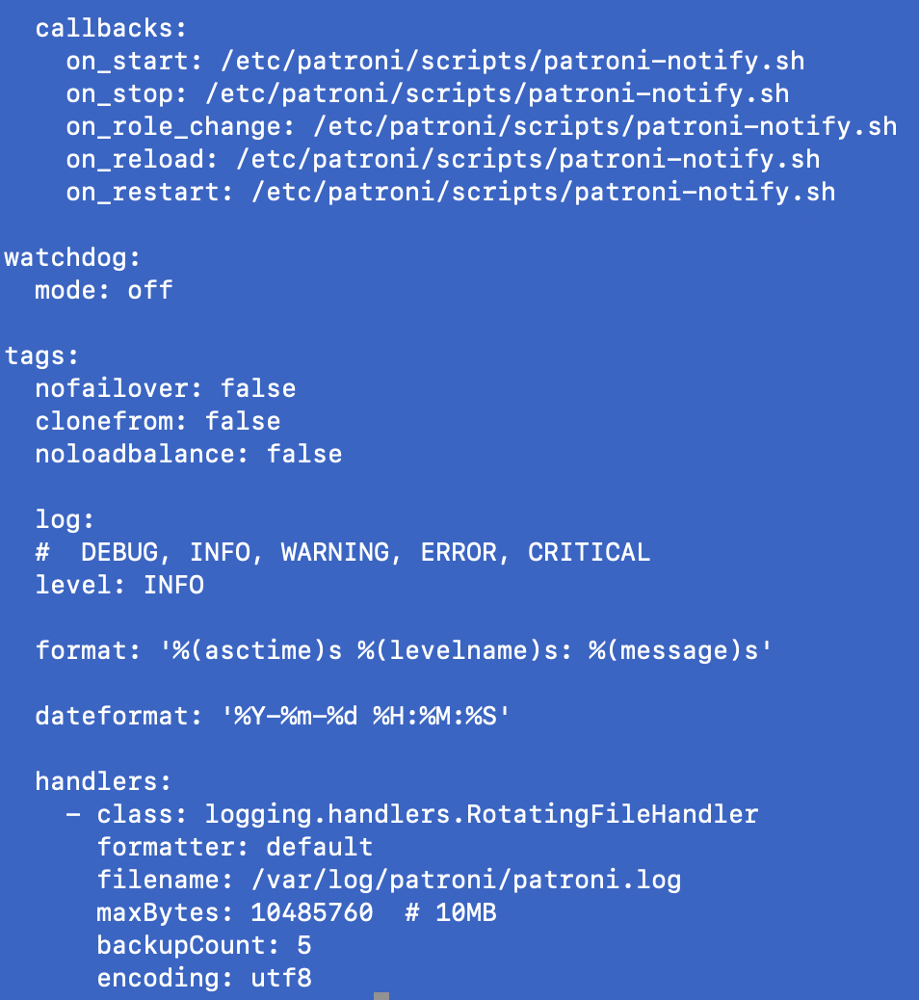 callbacks:
    on_start: /etc/patroni/scripts/patroni-notify.sh
    on_stop: /etc/patroni/scripts/patroni-notify.sh
    on_role_change: /etc/patroni/scripts/patroni-notify.sh
    on_reload: /etc/patroni/scripts/patroni-notify.sh
    on_restart: /etc/patroni/scripts/patroni-notify.sh

watchdog:
  mode: off

tags:
  nofailover: false
  clonefrom: false
  noloadbalance: false

  log:
  #  DEBUG, INFO, WARNING, ERROR, CRITICAL
  level: INFO

  format: '%(asctime)s %(levelname)s: %(message)s'

  dateformat: '%Y-%m-%d %H:%M:%S'

  handlers:
    - class: logging.handlers.RotatingFileHandler
      formatter: default
      filename: /var/log/patroni/patroni.log
      maxBytes: 10485760  # 10MB
      backupCount: 5
      encoding: utf8